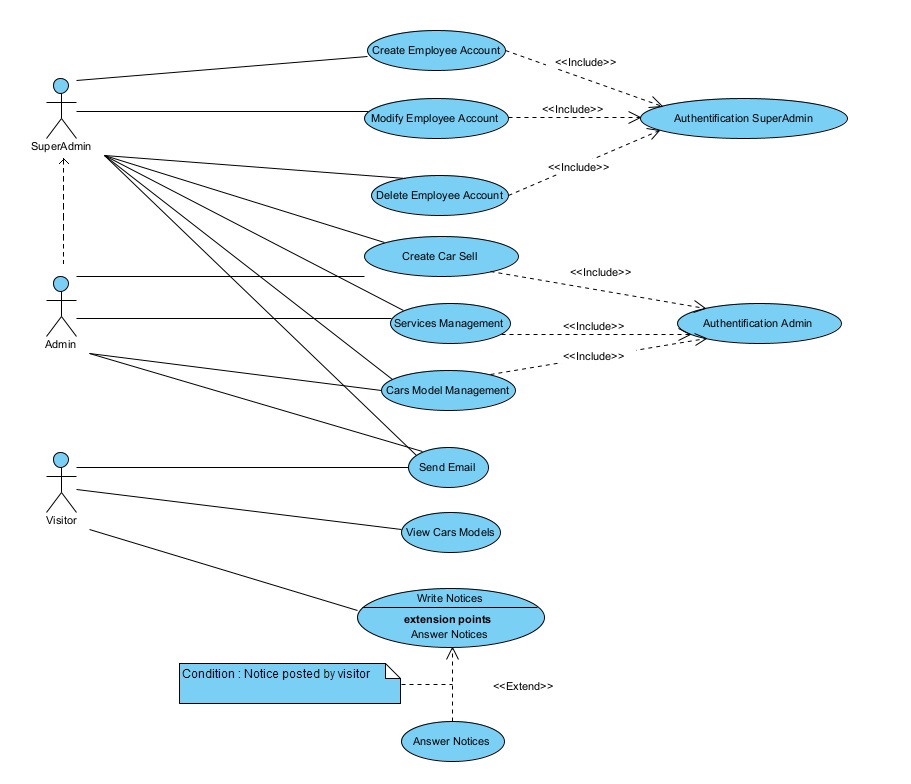 Create Employee Account
<<Include>>
SuperAdmin
Modify Employee Account
<<Include>>
Authentification SuperAdmin
<<Include>>
Delete Employee Account
Create Car Sell
<<Include>>
Admin
Services Management
<<Include>>
Authentification Admin
<<Include>>
Cars Model Management
Send Email
Visitor
View Cars Models
Write Notices
extension points
Answer Notices
Condition : Notice posted by visitor
<<Extend>>
Answer Notices